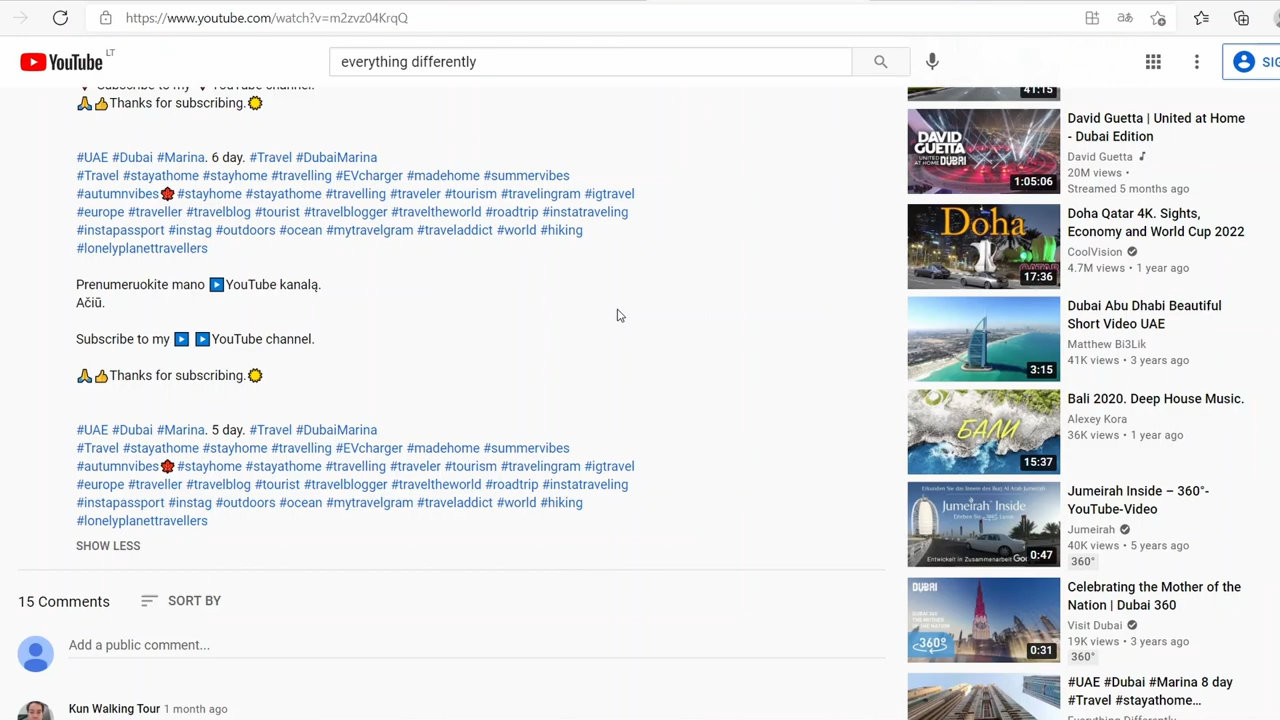 https://www.youtube.com/watch?v=m2zvz04KrqQ
YouTube LT
everything differently
SIG
Subscribe to my YouTube channel.
🙏👍Thanks for subscribing.🌞
#UAE #Dubai #Marina. 6 day. #Travel #DubaiMarina
#Travel #stayathome #stayhome #travelling #EVcharger #madehome #summervibes
#autumnvibes🍁#stayhome #stayathome #travelling #traveler #tourism #travelingram #igtravel
#europe #traveller #travelblog #tourist #travelblogger #traveltheworld #roadtrip #instatraveling
#instapassport #instag #outdoors #ocean #mytravelgram #traveladdict #world #hiking
#lonelyplanettravellers
Prenumeruokite mano ▶️YouTube kanalą.
Ačiū.
Subscribe to my ▶️ ▶️YouTube channel.
🙏👍Thanks for subscribing.🌞
#UAE #Dubai #Marina. 5 day. #Travel #DubaiMarina
#Travel #stayathome #stayhome #travelling #EVcharger #madehome #summervibes
#autumnvibes🍁#stayhome #stayathome #travelling #traveler #tourism #travelingram #igtravel
#europe #traveller #travelblog #tourist #travelblogger #traveltheworld #roadtrip #instatraveling
#instapassport #instag #outdoors #ocean #mytravelgram #traveladdict #world #hiking
#lonelyplanettravellers
SHOW LESS
15 Comments
SORT BY
Add a public comment...
Kun Walking Tour 1 month ago
41:15
DAVID
GUETTA
UNITED AT HOME DUBAI
1:05:06
David Guetta | United at Home
- Dubai Edition
David Guetta
20M views •
Streamed 5 months ago
Doha
17:36
Doha Qatar 4K. Sights,
Economy and World Cup 2022
CoolVision
4.7M views • 1 year ago
3:15
Dubai Abu Dhabi Beautiful
Short Video UAE
Matthew Bi3Lik
41K views • 3 years ago
БАЛИ
15:37
Bali 2020. Deep House Music.
Alexey Kora
36K views • 1 year ago
Jumeirah Inside
Entwickelt in Zusammenarbeit
0:47
Jumeirah Inside – 360°-
YouTube-Video
Jumeirah
40K views • 5 years ago
360°
DUBAI
360°
0:31
Celebrating the Mother of the
Nation | Dubai 360
Visit Dubai
19K views • 3 years ago
360°
#UAE #Dubai #Marina 8 day
#Travel #stayathome…
Everything Differently